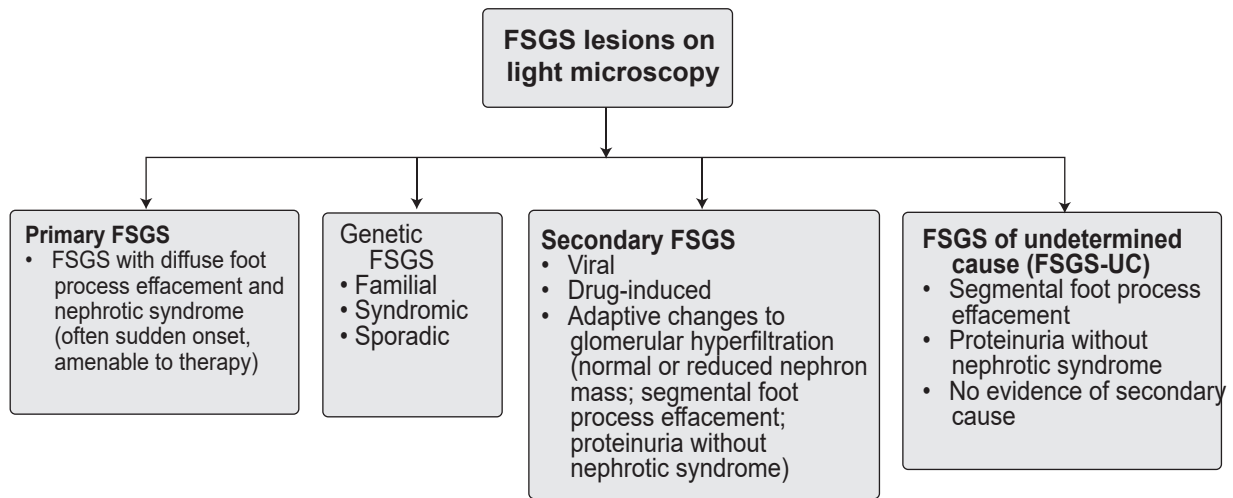 FSGS lesions on
light microscopy
Primary FSGS
• FSGS with diffuse foot
process effacement and
nephrotic syndrome
(often sudden onset,
amenable to therapy)
Genetic
FSGS
• Familial
• Syndromic
• Sporadic
Secondary FSGS
• Viral
• Drug-induced
• Adaptive changes to
glomerular hyperfiltration
(normal or reduced nephron
mass; segmental foot
process effacement;
proteinuria without
nephrotic syndrome)
FSGS of undetermined
cause (FSGS-UC)
• Segmental foot process
effacement
• Proteinuria without
nephrotic syndrome
• No evidence of secondary
cause